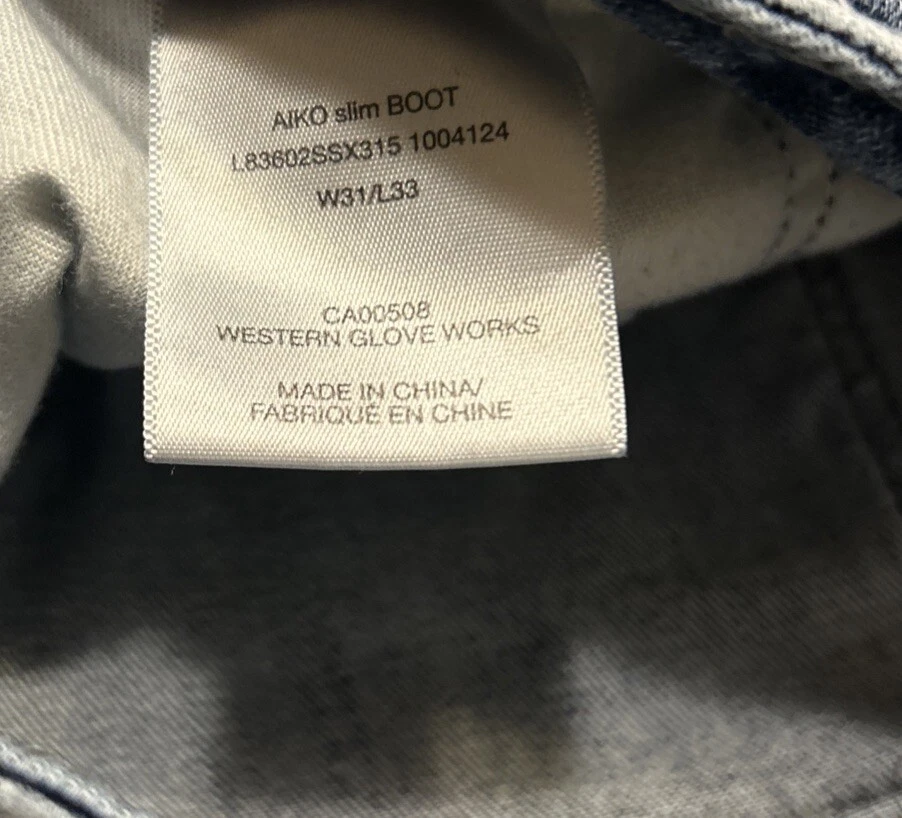 AIKO slim BOOT
L83602SSX315 1004124
W31/L33
CA00508
WESTERN GLOVE WORKS
MADE IN CHINA/
FABRIQUÉ EN CHINE